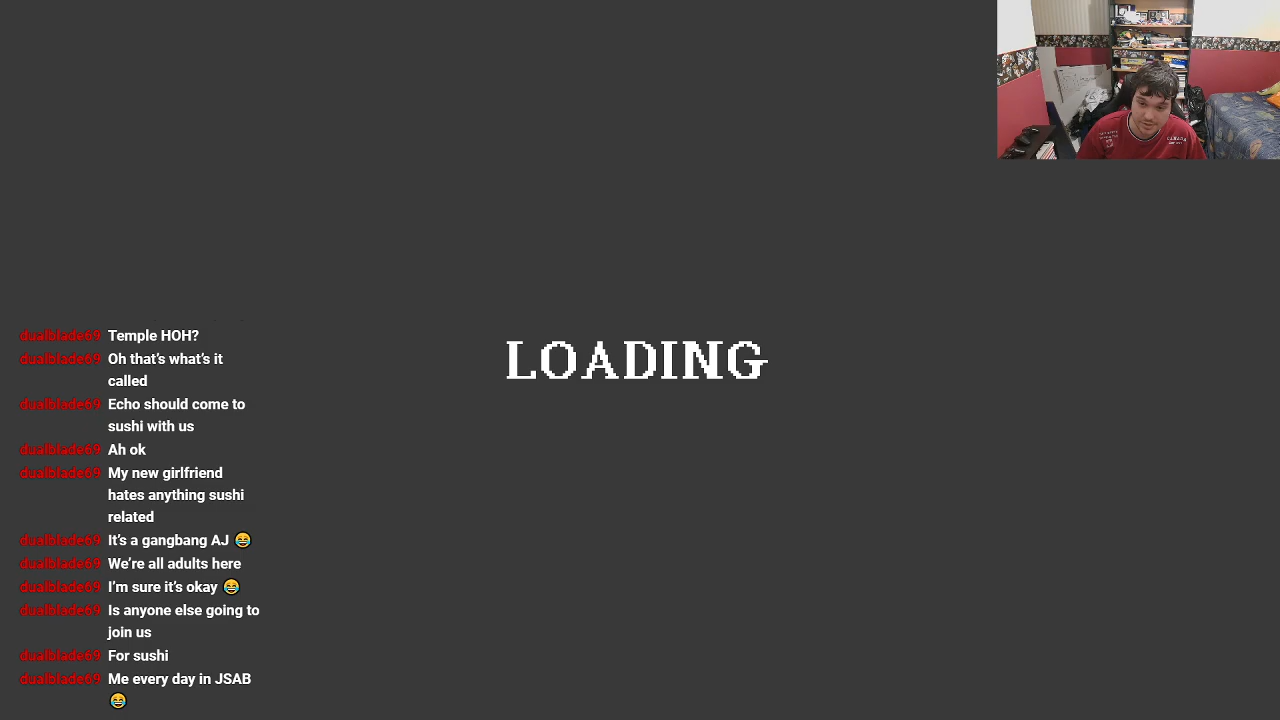 dualblade69 Temple HOH?
dualblade69 Oh that's what's it
called
dualblade69 Echo should come to
sushi with us
dualblade69 Ah ok
dualblade69 My new girlfriend
hates anything sushi
related
dualblade69 It's a gangbang AJ 😂
dualblade69 We're all adults here
dualblade69 I'm sure it's okay 😂
dualblade69 Is anyone else going to
join us
dualblade69 For sushi
dualblade69 Me every day in JSAB
😂
LOADING
CANADA